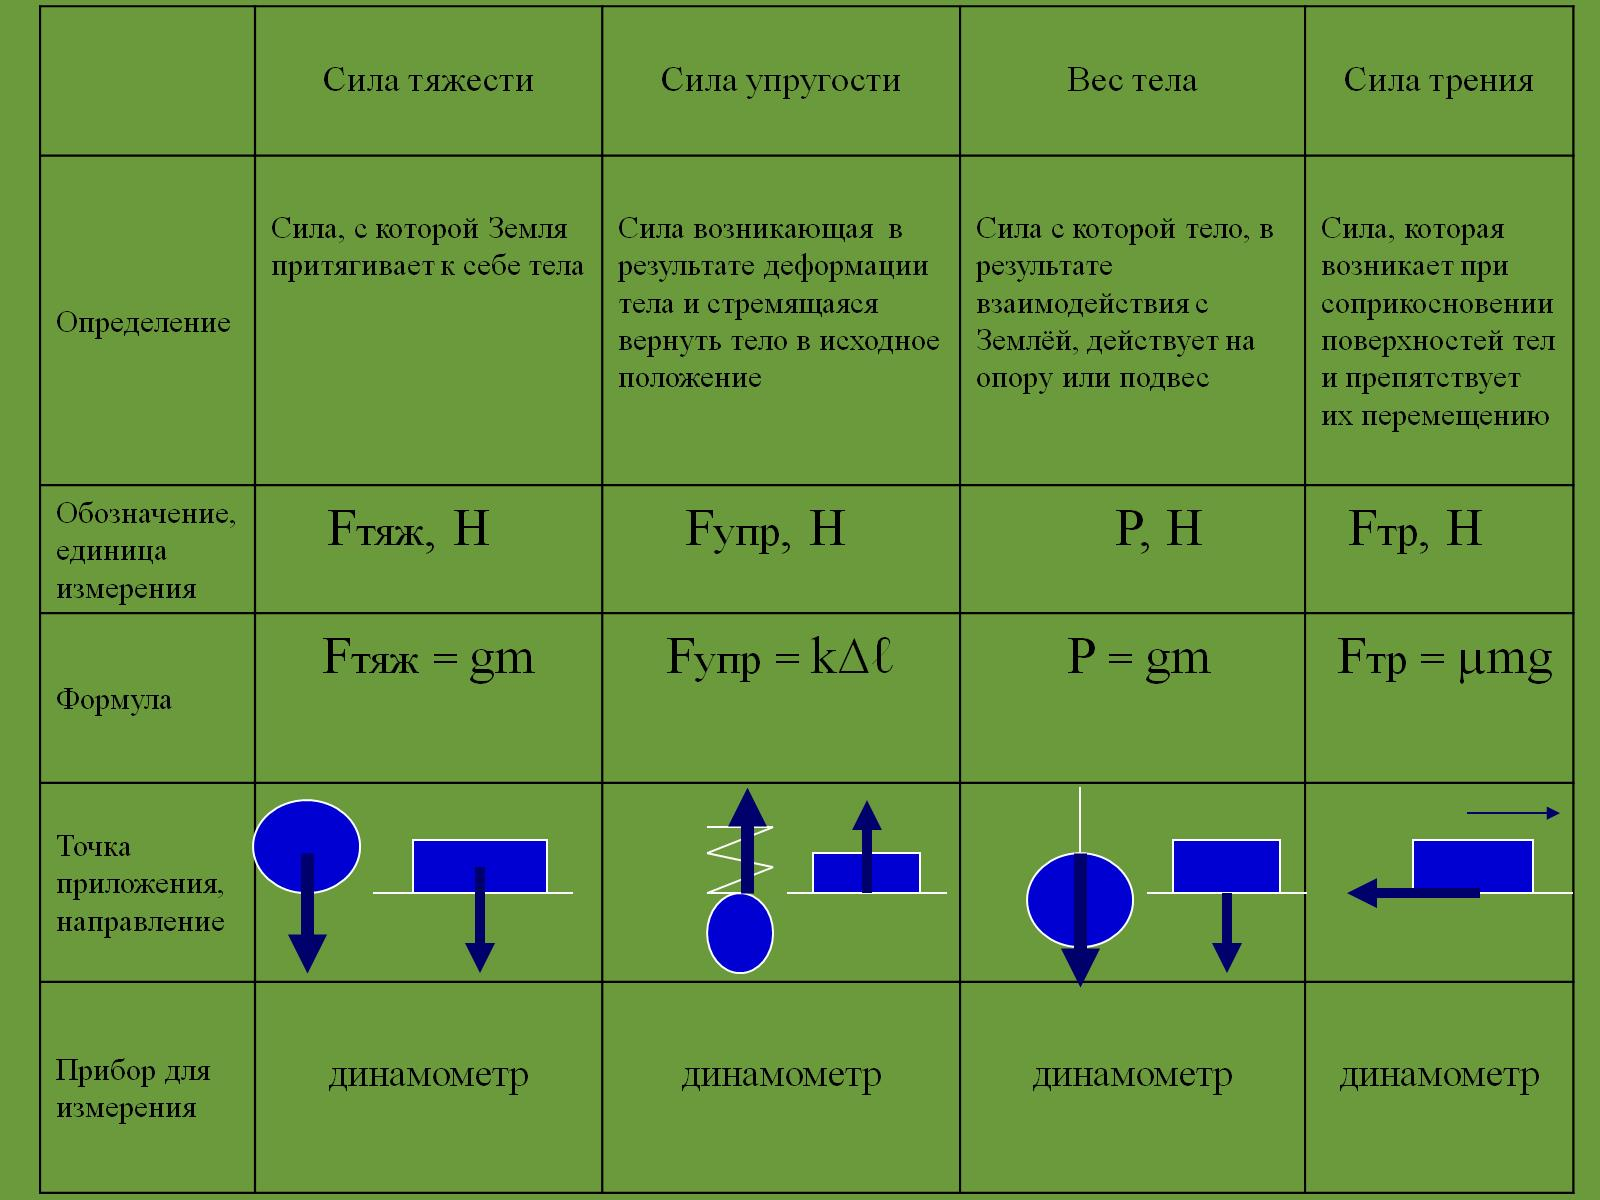 Сила тяжести
Сила упругости
Вес тела
Сила трения
Определение
Сила, с которой Земля
притягивает к себе тела
Сила возникающая в
результате деформации
тела и стремящаяся
вернуть тело в исходное
положение
Сила с которой тело, в
результате
взаимодействия с
Землёй, действует на
опору или подвес
Сила, которая
возникает при
соприкосновении
поверхностей тел
и препятствует
их перемещению
Обозначение,
единица
измерения
Fтяж, Н
Fупр, Н
Р, Н
Fтр, Н
Формула
Fтяж = gm
Fупр = kΔℓ
P = gm
Fтр = μmg
Точка
приложения,
направление
Прибор для
измерения
динамометр
динамометр
динамометр
динамометр